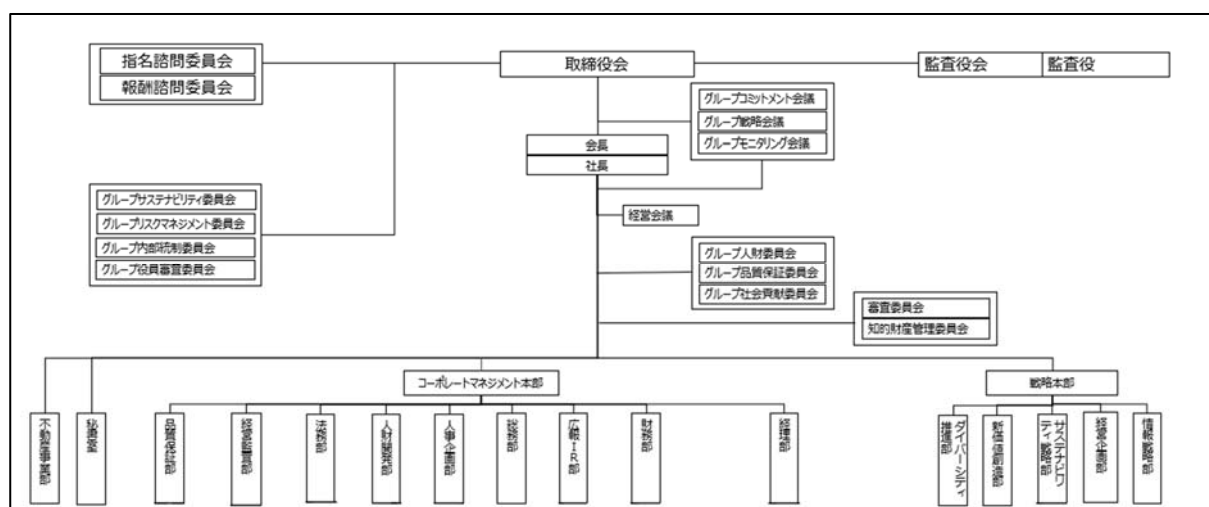 指名諮問委員会
報酬諮問委員会
取締役会
監査役会
監査役
グループコミットメント会議
グループ戦略会議
グループモニタリング会議
会長
社長
経営会議
グループサステナビリティ委員会
グループリスクマネジメント委員会
グループ内部統制委員会
グループ役員審査委員会
グループ人財委員会
グループ品質保証委員会
グループ社会貢献委員会
審査委員会
知的財産管理委員会
コーポレートマネジメント本部
戦略本部
不動産事業部
秘書室
品質保証部
経営監査部
法務部
人財開発部
人事企画部
総務部
広報IR部
財務部
経理部
ダイバーシティ
推進部
新価値創造部
サステナビリ
ティ戦略部
経営企画部
情報戦略部